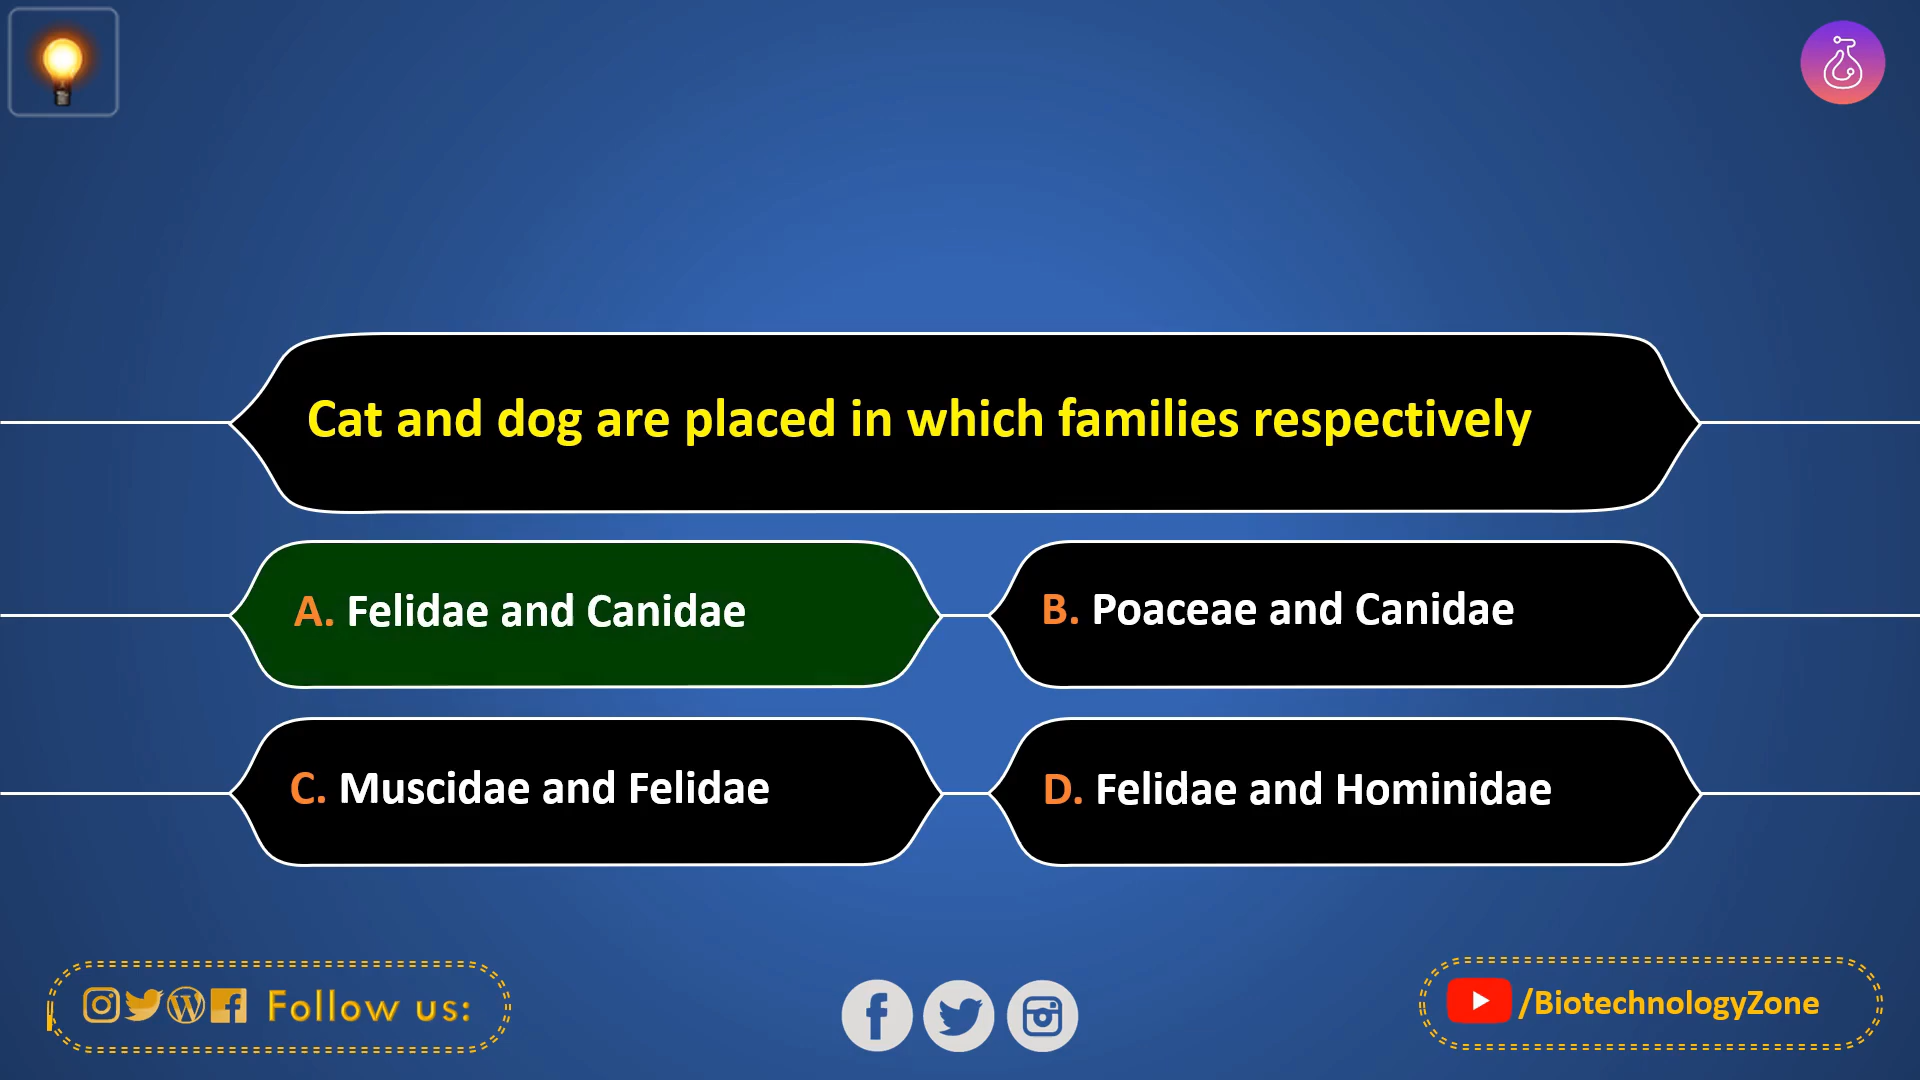 Cat and dog are placed in which families respectively
A. Felidae and Canidae
B. Poaceae and Canidae
C. Muscidae and Felidae
D. Felidae and Hominidae
Follow us:
/BiotechnologyZone